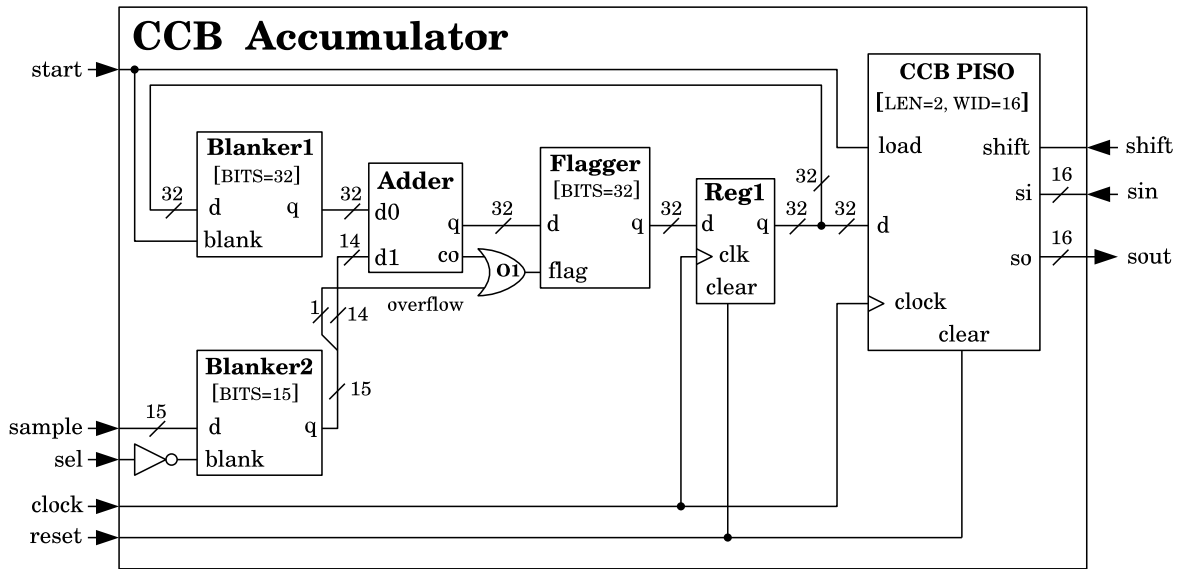 CCB Accumulator
start
CCB PISO
[LEN=2, WID=16]
load
shift
shift
si
16
sin
d
so
16
sout
clock
clear
Blanker1
[BITS=32]
32
d
q
blank
32
Adder
d0
14
d1
q
co
32
O1
Flagger
[BITS=32]
d
q
flag
32
Reg1
d
q
clk
clear
32
32
32
1
14
overflow
15
Blanker2
[BITS=15]
15
d
q
blank
sample
sel
clock
reset